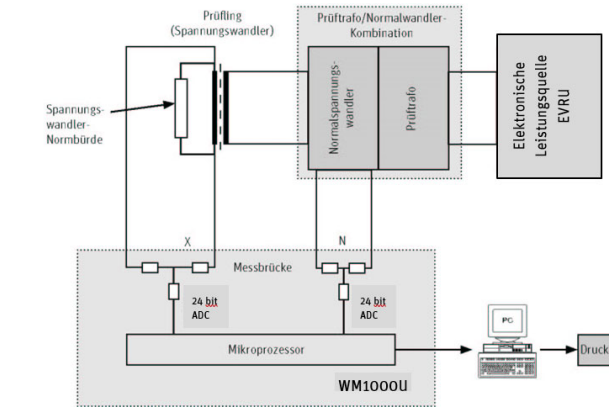 Prüfling
(Spannungswandler)
Prüftrafo/Normalwandler-
Kombination
Spannungs-
wandler-
Normbürde
Normalspannungs-
wandler
Prüftrafo
Elektronische
Leistungsquelle
EVRU
X
N
Messbrücke
24 bit
ADC
24 bit
ADC
PC
Mikroprozessor
Druck
WM1000U